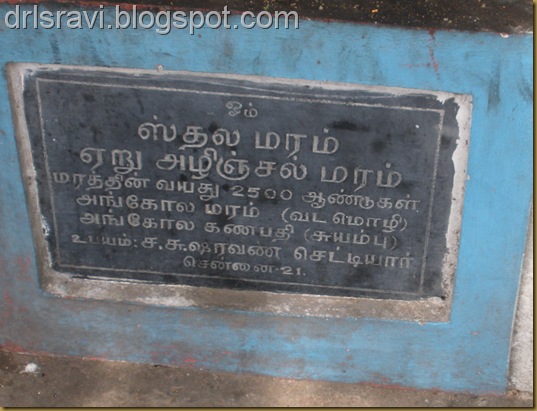 drlsravi.blogspot.com/
ஓம்
ஸ்தல மரம்
ஏறு அழிஞ்சல் மரம்
மரத்தின் வயது 2500 ஆண்டுகள்
அங்கோல மரம் (வடமொழி)
அங்கோல கணபதி (சுயம்பு)
உபயம்: ச.சு.ஷரவண செட்டியார்
சென்னை-21.